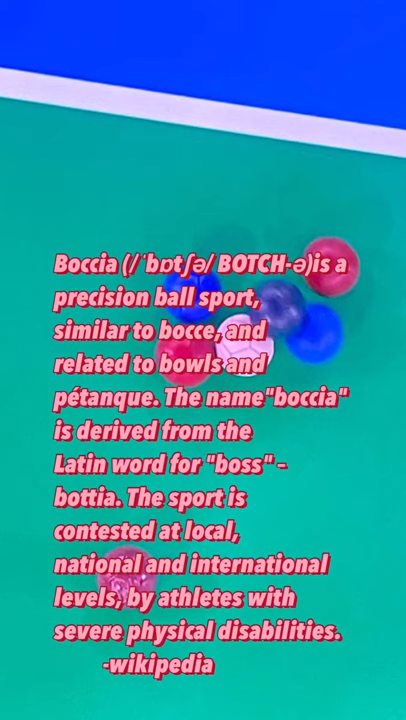 Boccia (/ˈbɒtʃə/ BOTCH-ə)is a
precision ball sport,
similar to bocce, and
related to bowls and
pétanque. The name"boccia"
is derived from the
Latin word for "boss" –
bottia. The sport is
contested at local,
national and international
levels, by athletes with
severe physical disabilities.
-wikipedia